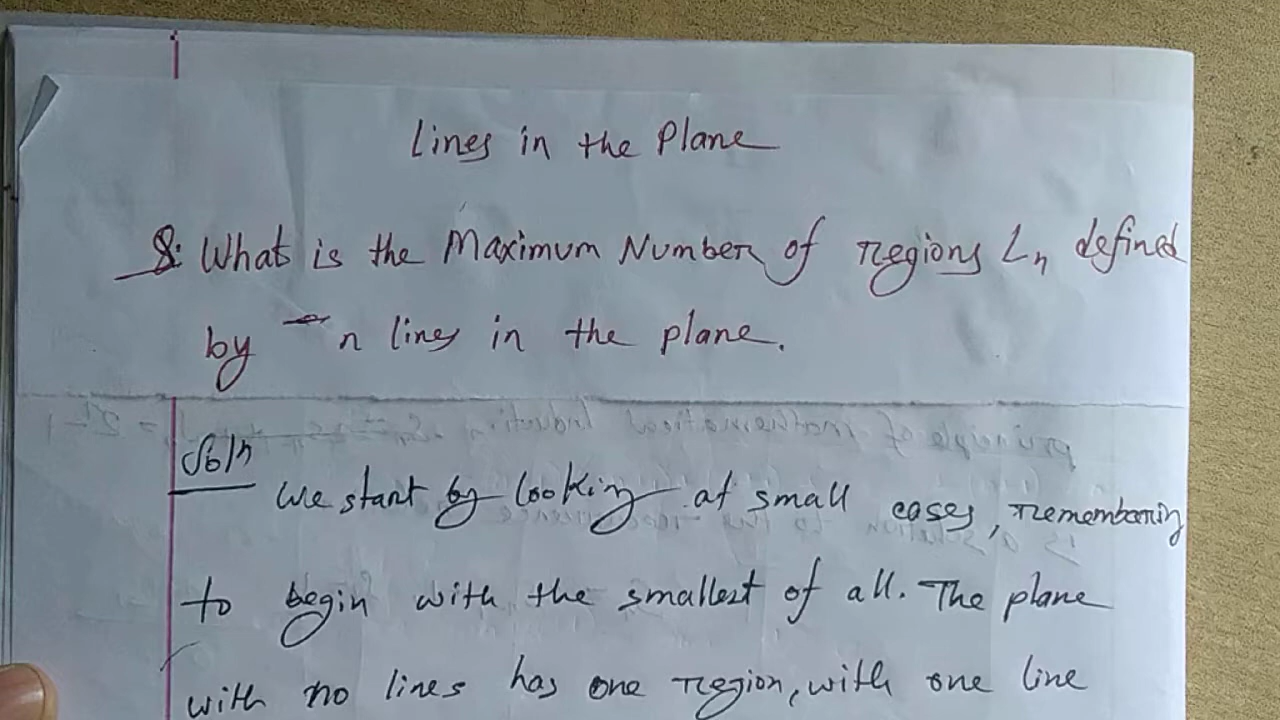 Lines in the Plane
Q: What is the Maximum Number of regions Ln defined
by n lines in the plane.
Soln
We start by looking at small cases, remembering
to begin with the smallest of all. The plane
with no lines has one region, with one line